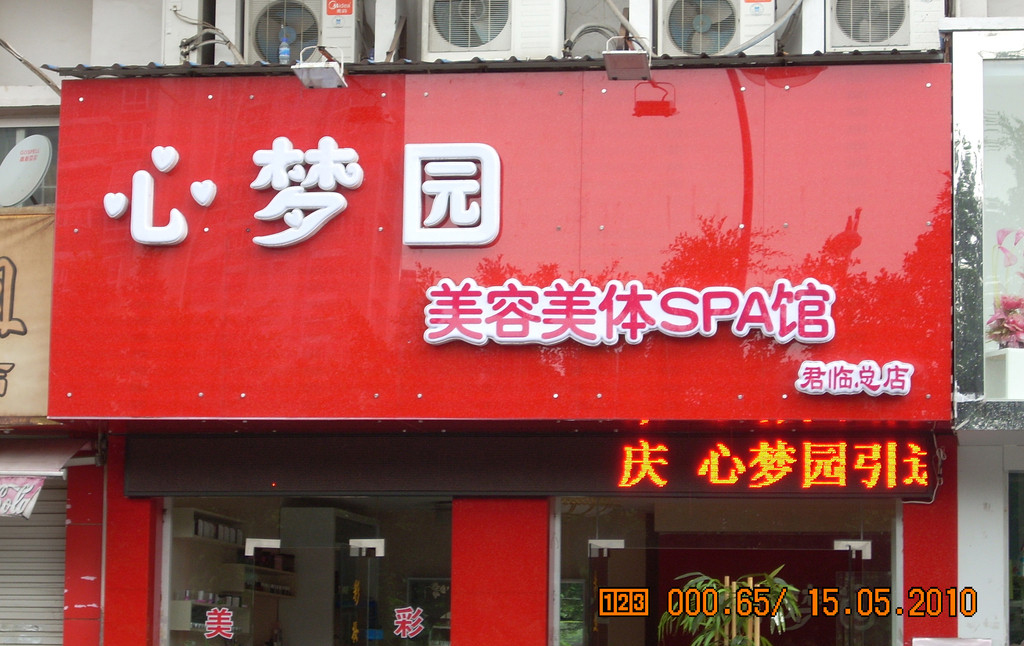 心梦园
美容美体SPA馆
君临总店
庆 心梦园引
美 彩
123 000.65/ 15.05.2010